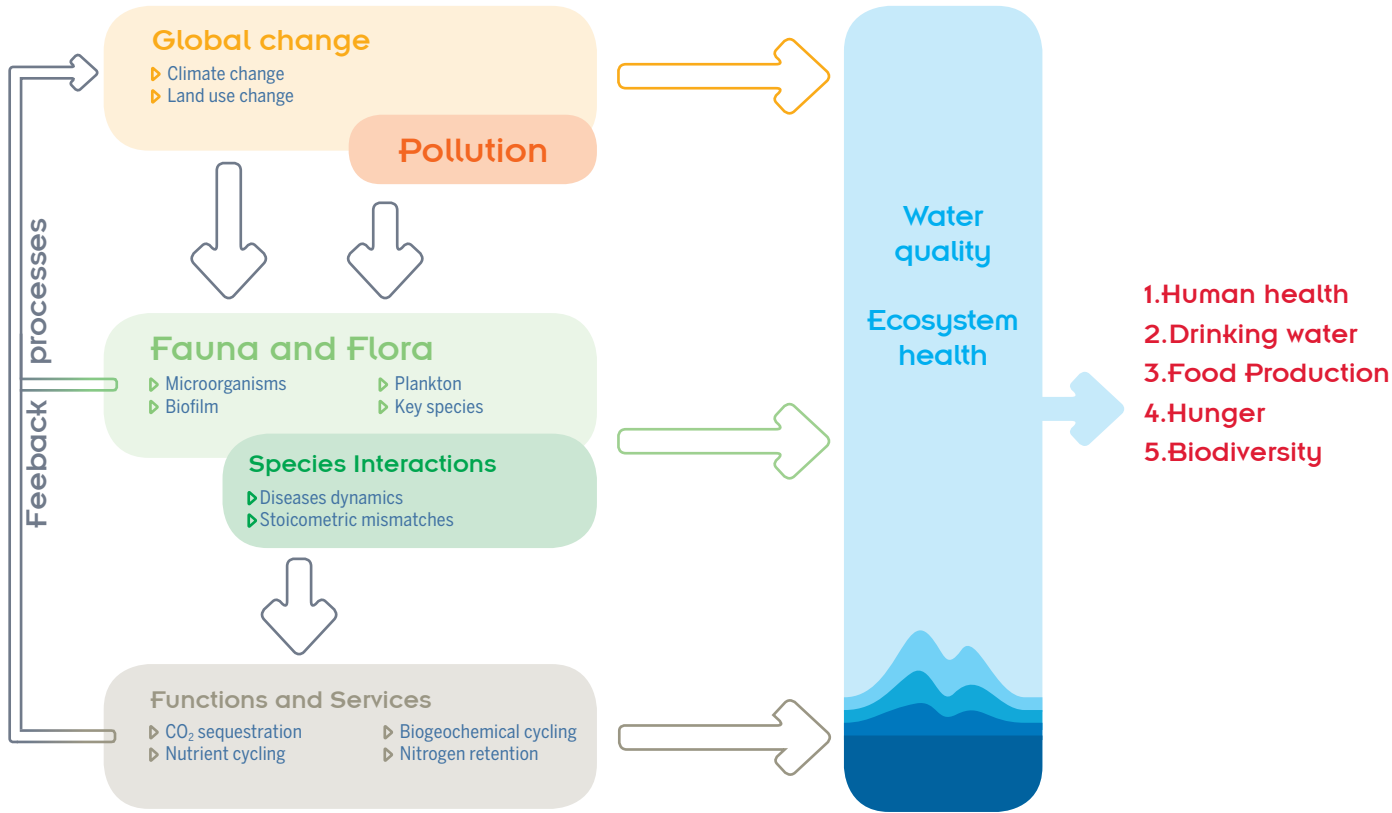 Global change
Climate change
Land use change
Pollution
Feeback processes
Fauna and Flora
Microorganisms
Biofilm
Plankton
Key species
Species Interactions
Diseases dynamics
Stoicometric mismatches
Functions and Services
CO₂ sequestration
Nutrient cycling
Biogeochemical cycling
Nitrogen retention
Water
quality
Ecosystem
health
1.Human health
2.Drinking water
3.Food Production
4.Hunger
5.Biodiversity